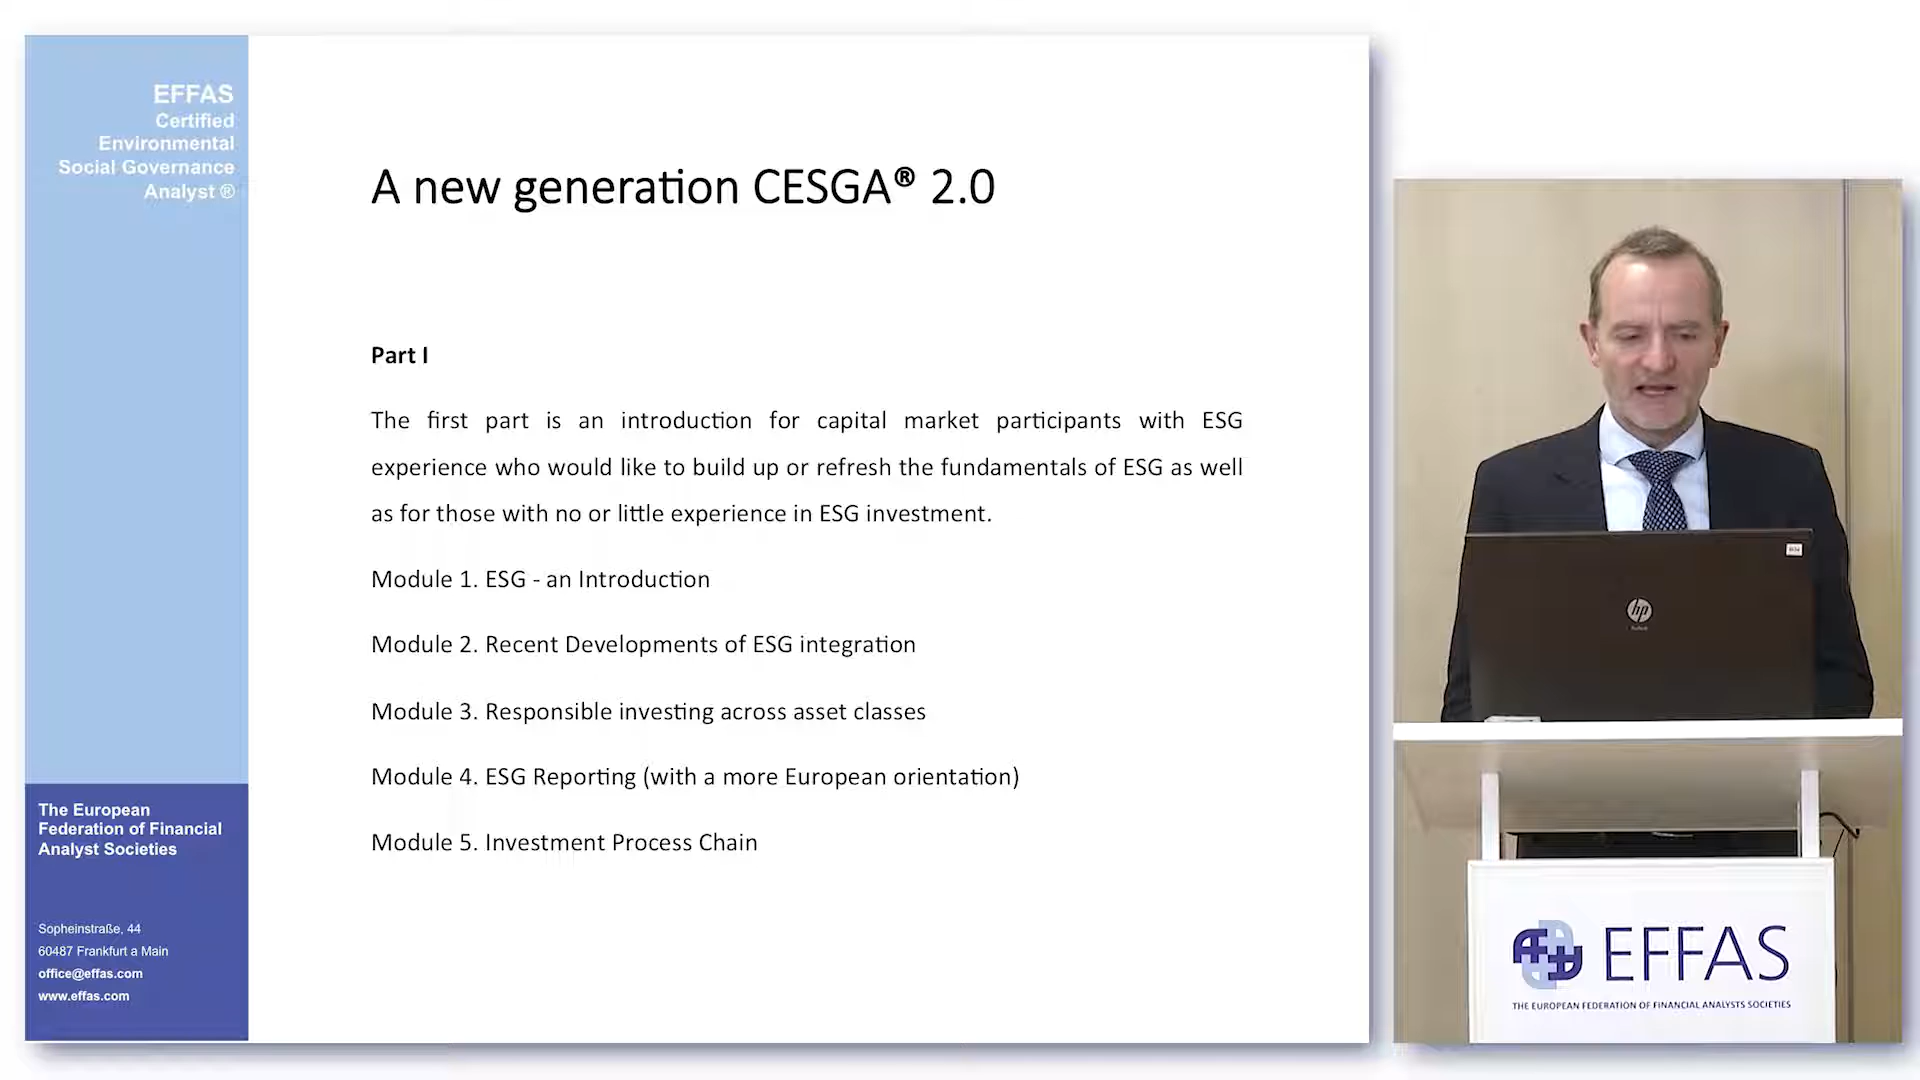 EFFAS
Certified
Environmental
Social Governance
Analyst ®
A new generation CESGA® 2.0
Part I
The first part is an introduction for capital market participants with ESG
experience who would like to build up or refresh the fundamentals of ESG as well
as for those with no or little experience in ESG investment.
Module 1. ESG - an Introduction
Module 2. Recent Developments of ESG integration
Module 3. Responsible investing across asset classes
Module 4. ESG Reporting (with a more European orientation)
Module 5. Investment Process Chain
The European
Federation of Financial
Analyst Societies
Sopheinstraße, 44
60487 Frankfurt a Main
office@effas.com
www.effas.com
hp
EFFAS
THE EUROPEAN FEDERATION OF FINANCIAL ANALYSTS SOCIETIES